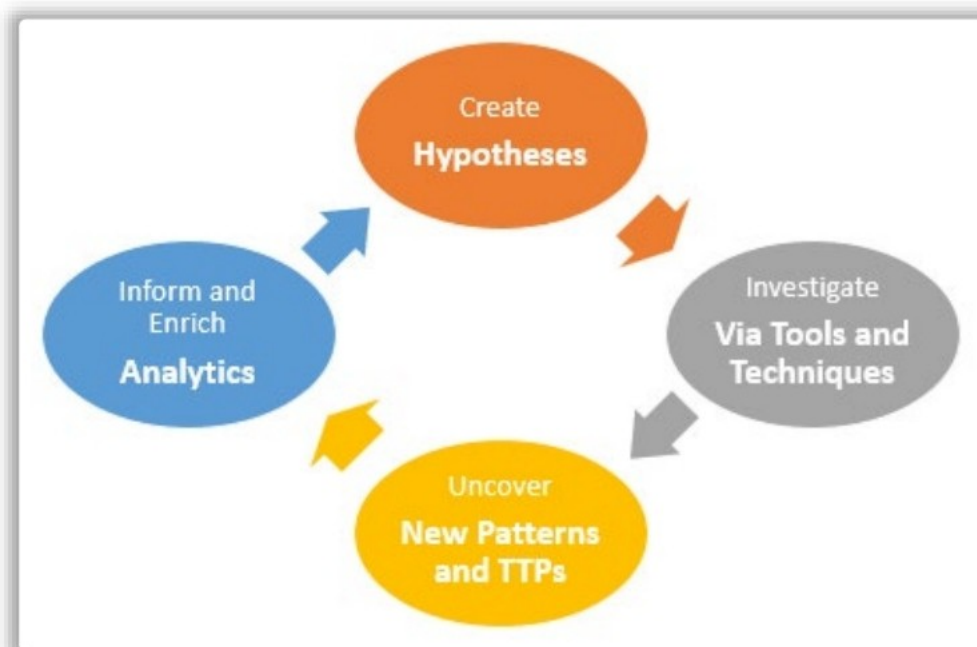 Create
Hypotheses
Investigate
Via Tools and
Techniques
Uncover
New Patterns
and TTPs
Inform and
Enrich
Analytics